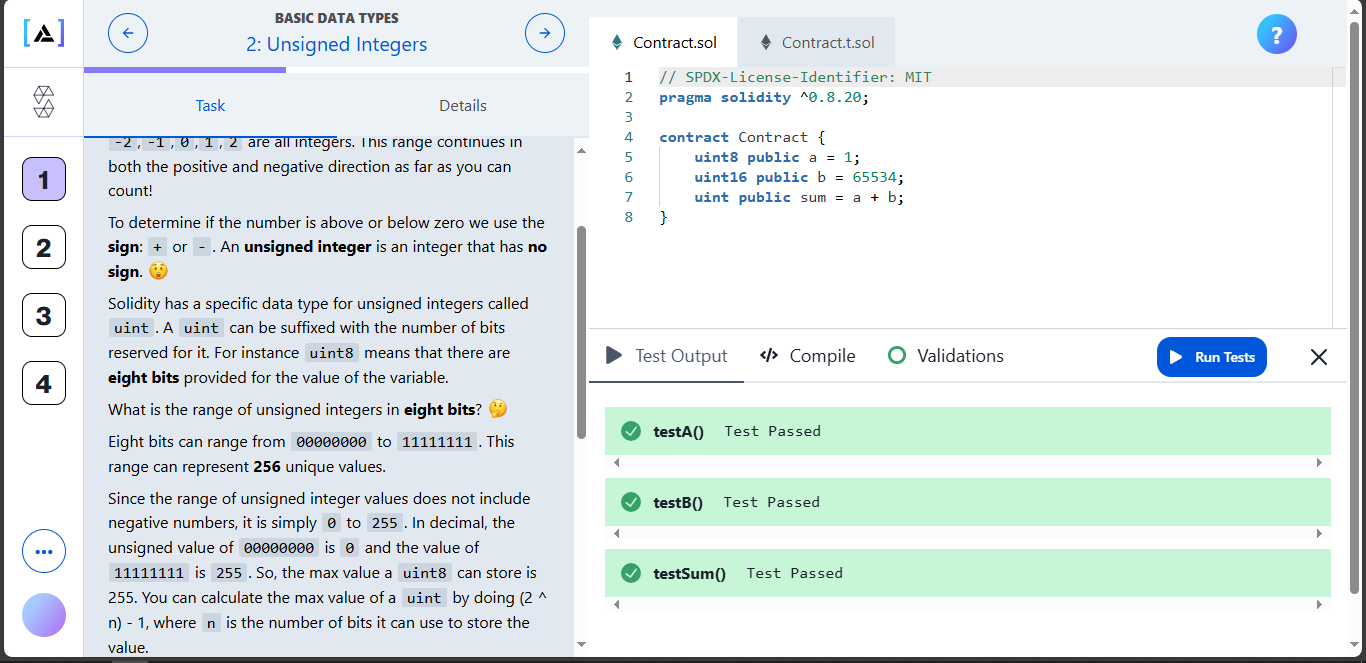 BASIC DATA TYPES
2: Unsigned Integers
Task
Details
-2, -1, 0, 1, 2 are all integers. This range continues in
both the positive and negative direction as far as you can
count!
To determine if the number is above or below zero we use the
sign: + or -. An unsigned integer is an integer that has no
sign. 😲
Solidity has a specific data type for unsigned integers called
uint. A uint can be suffixed with the number of bits
reserved for it. For instance uint8 means that there are
eight bits provided for the value of the variable.
What is the range of unsigned integers in eight bits? 🤔
Eight bits can range from 00000000 to 11111111. This
range can represent 256 unique values.
Since the range of unsigned integer values does not include
negative numbers, it is simply 0 to 255. In decimal, the
unsigned value of 00000000 is 0 and the value of
11111111 is 255. So, the max value a uint8 can store is
255. You can calculate the max value of a uint by doing (2 ^
n) - 1, where n is the number of bits it can use to store the
value.
1
2
3
4
Contract.sol
Contract.t.sol
?
1 // SPDX-License-Identifier: MIT
2 pragma solidity ^0.8.20;
3
4 contract Contract {
5 uint8 public a = 1;
6 uint16 public b = 65534;
7 uint public sum = a + b;
8 }
Test Output
</> Compile
Validations
Run Tests
testA() Test Passed
testB() Test Passed
testSum() Test Passed